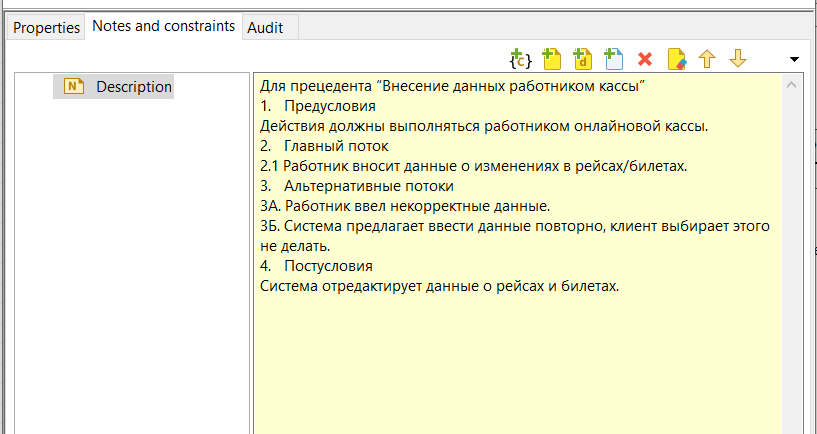 Properties Notes and constraints Audit
{c} d
N Description
Для прецедента “Внесение данных работником кассы”
1. Предусловия
Действия должны выполняться работником онлайновой кассы.
2. Главный поток
2.1 Работник вносит данные о изменениях в рейсах/билетах.
3. Альтернативные потоки
3А. Работник ввел некорректные данные.
3Б. Система предлагает ввести данные повторно, клиент выбирает этого
не делать.
4. Постусловия
Система отредактирует данные о рейсах и билетах.